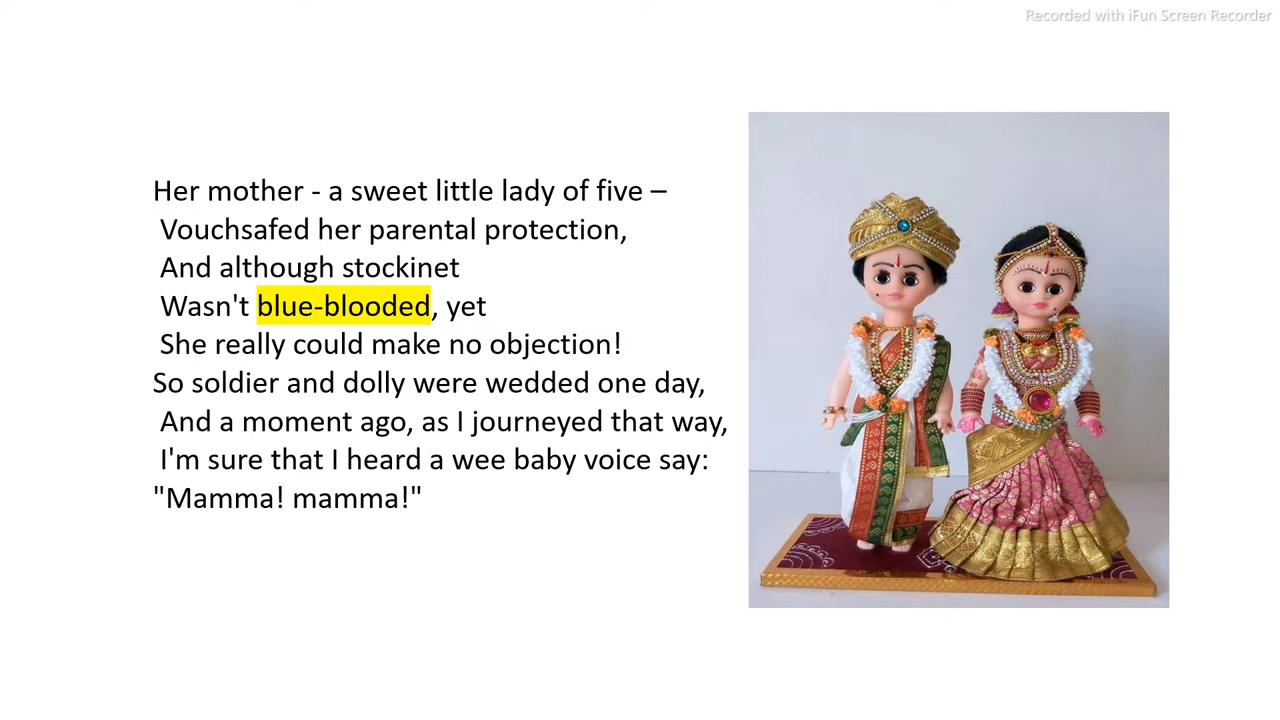 Recorded with iFun Screen Recorder
Her mother - a sweet little lady of five –
Vouchsafed her parental protection,
And although stockinet
Wasn't blue-blooded, yet
She really could make no objection!
So soldier and dolly were wedded one day,
And a moment ago, as I journeyed that way,
I'm sure that I heard a wee baby voice say:
"Mamma! mamma!"